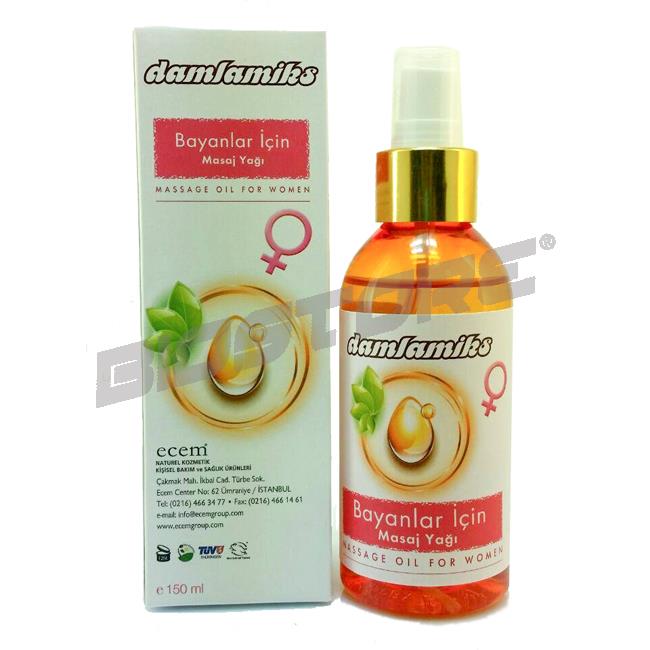 damlamiks
Bayanlar İçin
Masaj Yağı
MASSAGE OIL FOR WOMEN
ecem
NATUREL KOZMETİK
KİŞİSEL BAKIM ve SAĞLIK ÜRÜNLERİ
Çakmak Mah. İkbal Cad. Türbe Sok.
Ecem Center No: 62 Ümraniye / İSTANBUL
Tel: (0216) 466 34 77 • Fax: (0216) 466 14 61
e-mail: info@ecemgroup.com
www.ecemgroup.com
TÜV
e 150 ml
damlamiks
Bayanlar İçin
Masaj Yağı
MASSAGE OIL FOR WOMEN